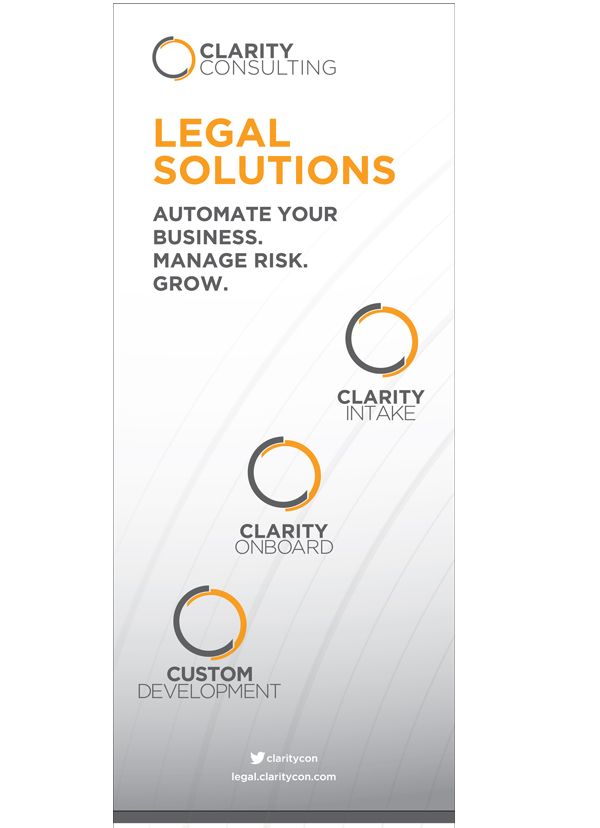 CLARITY
CONSULTING
LEGAL
SOLUTIONS
AUTOMATE YOUR
BUSINESS.
MANAGE RISK.
GROW.
CLARITY
INTAKE
CLARITY
ONBOARD
CUSTOM
DEVELOPMENT
claritycon
legal.claritycon.com